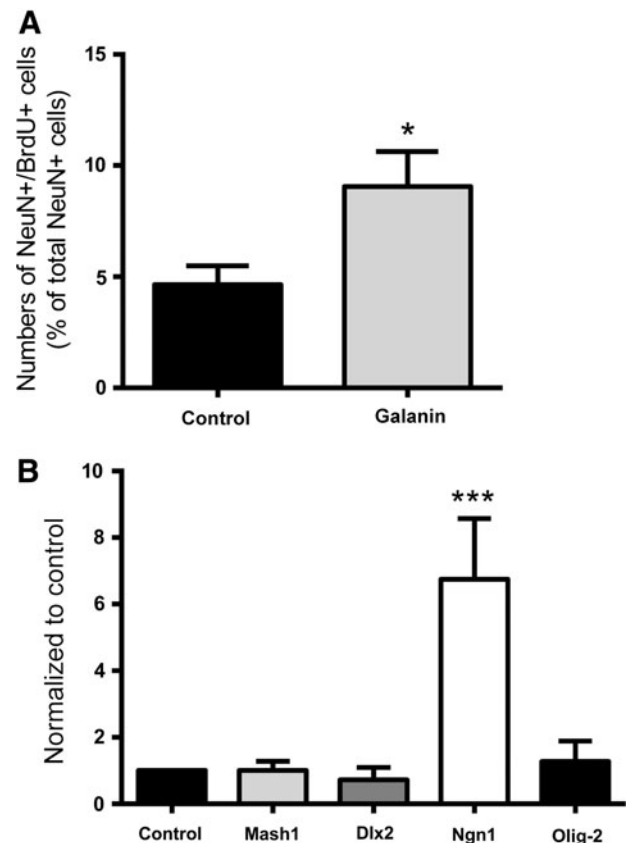 A
Numbers of NeuN+/BrdU+ cells
(% of total NeuN+ cells)
15
10
5
0
*
Control
Galanin
B
Normalized to control
10
8
6
4
2
0
***
Control
Mash1
Dlx2
Ngn1
Olig-2